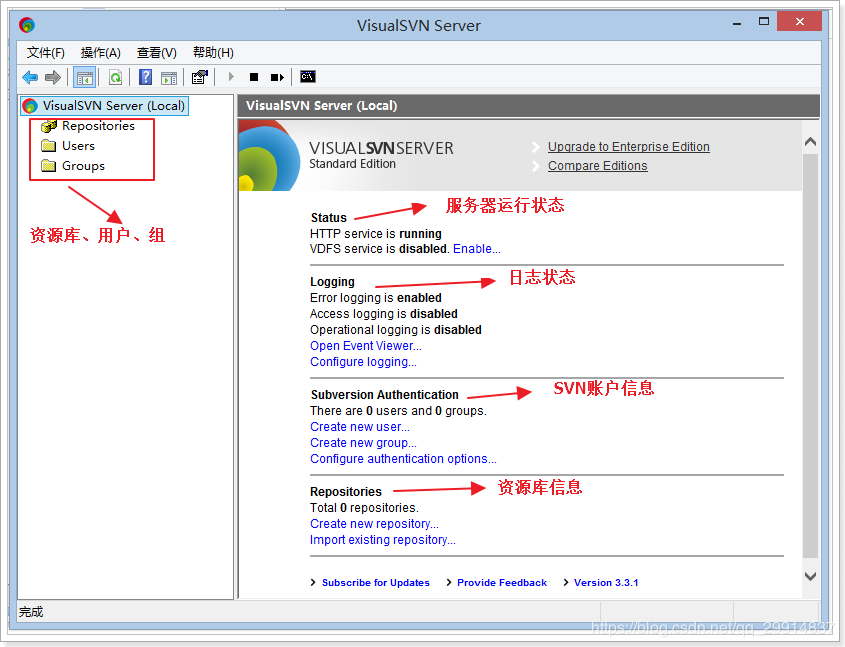 VisualSVN Server
文件(F) 操作(A) 查看(V) 帮助(H)
VisualSVN Server (Local)
Repositories
Users
Groups
资源库、用户、组
VisualSVN Server (Local)
VISUALSVNSERVER
Standard Edition
Upgrade to Enterprise Edition
Compare Editions
Status
服务器运行状态
HTTP service is running
VDFS service is disabled. Enable...
Logging
日志状态
Error logging is enabled
Access logging is disabled
Operational logging is disabled
Open Event Viewer...
Configure logging...
Subversion Authentication
SVN账户信息
There are 0 users and 0 groups.
Create new user...
Create new group...
Configure authentication options...
Repositories
资源库信息
Total 0 repositories.
Create new repository...
Import existing repository...
Subscribe for Updates Provide Feedback Version 3.3.1
完成
https://blog.csdn.net/qq_29914837